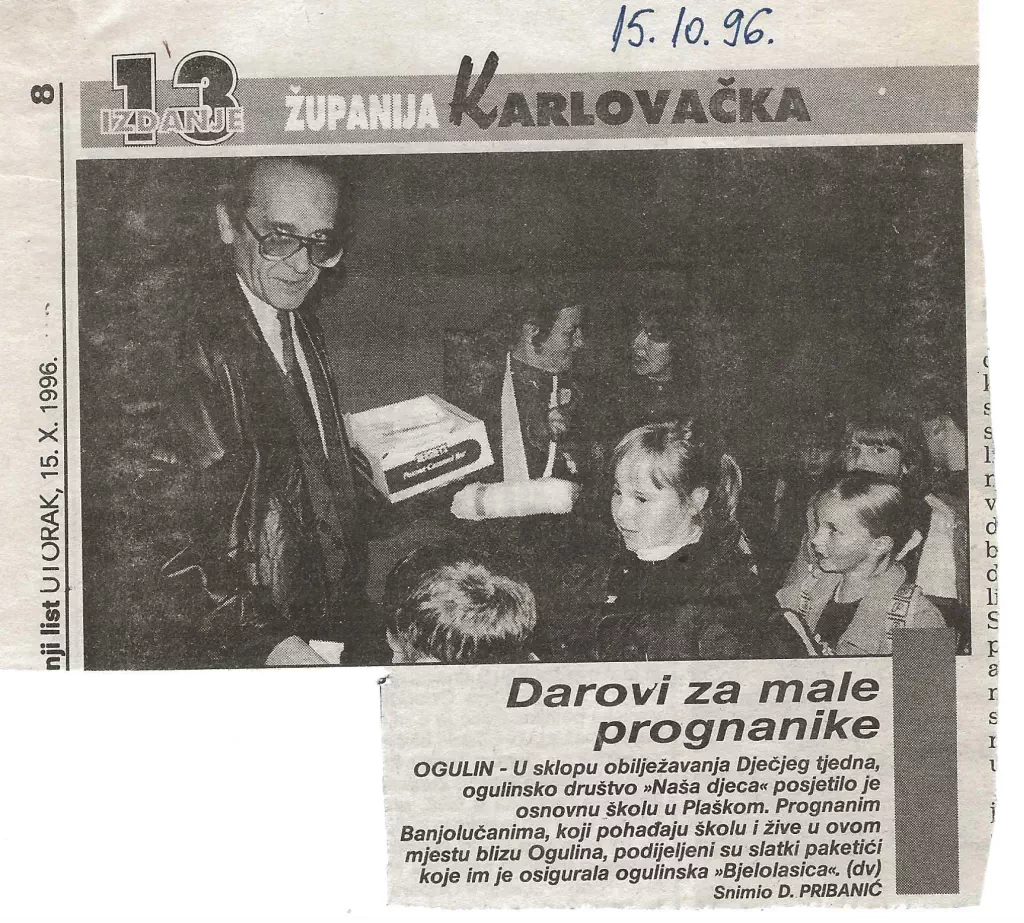 15. 10. 96.
8
13
IZDANJE
ŽUPANIJA KARLOVAČKA
nji list UTORAK, 15. X. 1996.
Darovi za male
prognanike
OGULIN - U sklopu obilježavanja Dječjeg tjedna,
ogulinsko društvo »Naša djeca« posjetilo je
osnovnu školu u Plaškom. Prognanim
Banjolučanima, koji pohađaju školu i žive u ovom
mjestu blizu Ogulina, podijeljeni su slatki paketići
koje im je osigurala ogulinska »Bjelolasica«. (dv)
Snimio D. PRIBANIĆ